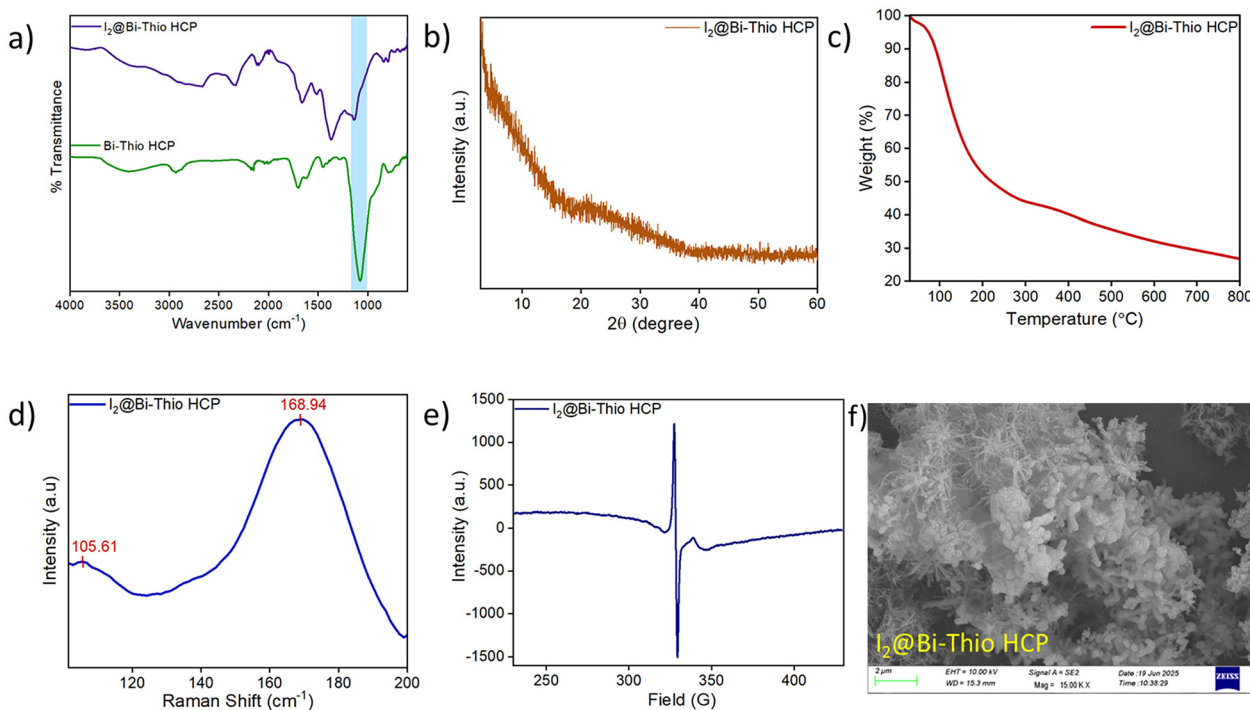 a)
I₂@Bi-Thio HCP
Bi-Thio HCP
% Transmittance
4000 3500 3000 2500 2000 1500 1000
Wavenumber (cm⁻¹)
b)
I₂@Bi-Thio HCP
Intensity (a.u.)
10 20 30 40 50 60
2θ (degree)
c)
I₂@Bi-Thio HCP
Weight (%)
100
90
80
70
60
50
40
30
20
100 200 300 400 500 600 700 800
Temperature (°C)
d)
I₂@Bi-Thio HCP
168.94
105.61
Intensity (a.u)
120 140 160 180 200
Raman Shift (cm⁻¹)
e)
I₂@Bi-Thio HCP
Intensity (a.u.)
1500
1000
500
0
-500
-1000
-1500
250 300 350 400
Field (G)
f)
I₂@Bi-Thio HCP
2 µm
EHT = 10.00 kV
Signal A = SE2
Date :19 Jun 2025
WD = 15.3 mm
Mag = 15.00 K X
Time :10:38:29
ZEISS